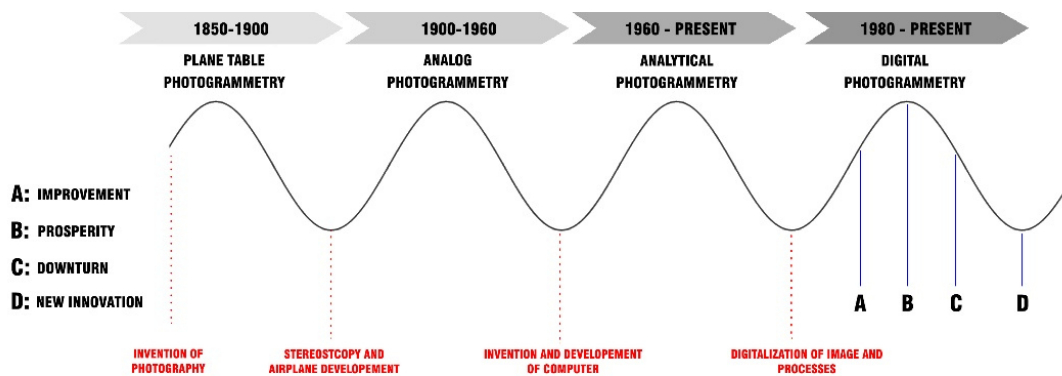 1850-1900
1900-1960
1960 - PRESENT
1980 - PRESENT
PLANE TABLE
PHOTOGRAMMETRY
ANALOG
PHOTOGRAMMETRY
ANALYTICAL
PHOTOGRAMMETRY
DIGITAL
PHOTOGRAMMETRY
A: IMPROVEMENT
B: PROSPERITY
C: DOWNTURN
D: NEW INNOVATION
A
B
C
D
INVENTION OF
PHOTOGRAPHY
STEREOSTCOPY AND
AIRPLANE DEVELOPEMENT
INVENTION AND DEVELOPEMENT
OF COMPUTER
DIGITALIZATION OF IMAGE AND
PROCESSES